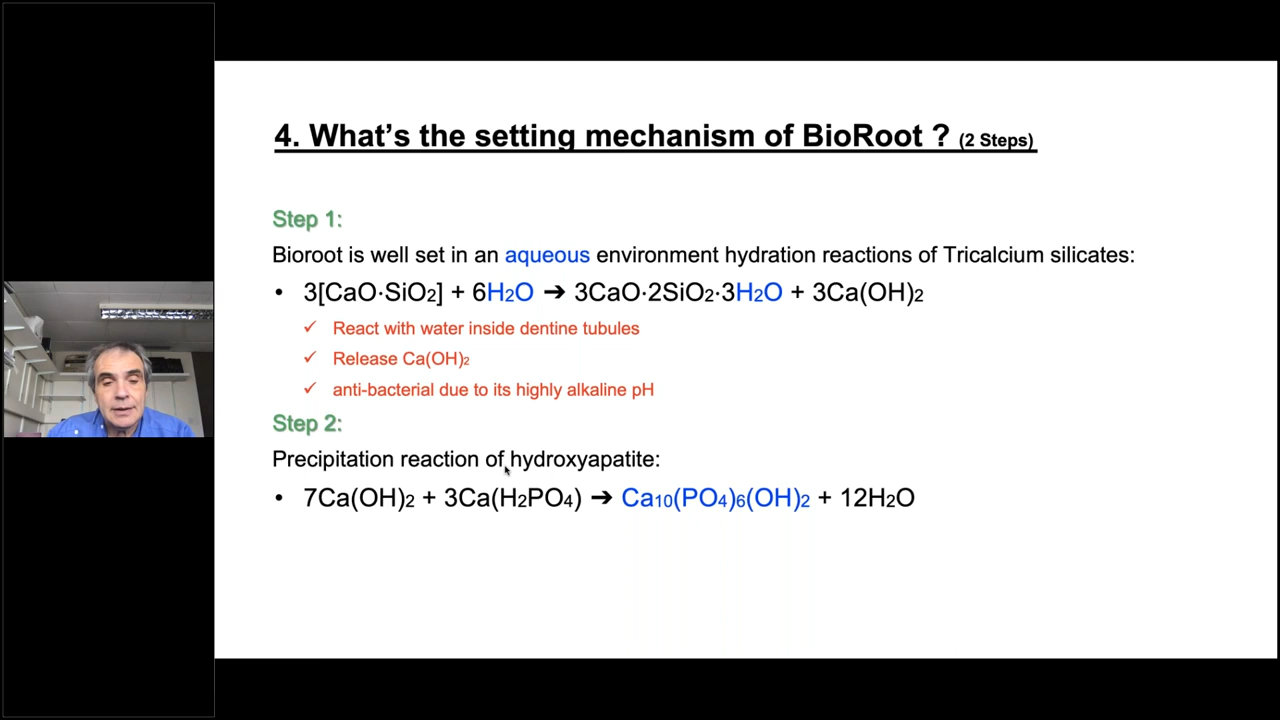 4. What's the setting mechanism of BioRoot ? (2 Steps)
Step 1:
Bioroot is well set in an aqueous environment hydration reactions of Tricalcium silicates:
• 3[CaO·SiO₂] + 6H₂O ➔ 3CaO·2SiO₂·3H₂O + 3Ca(OH)₂
✓ React with water inside dentine tubules
✓ Release Ca(OH)₂
✓ anti-bacterial due to its highly alkaline pH
Step 2:
Precipitation reaction of hydroxyapatite:
• 7Ca(OH)₂ + 3Ca(H₂PO₄) ➔ Ca₁₀(PO₄)₆(OH)₂ + 12H₂O